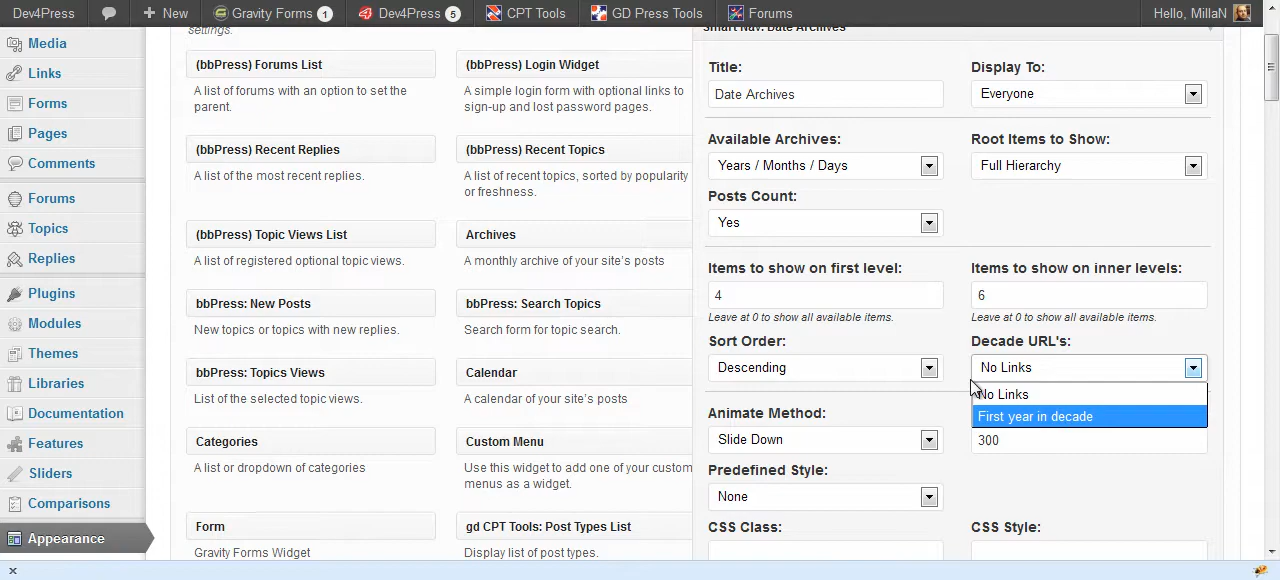 Dev4Press New Gravity Forms 1 Dev4Press 5 CPT Tools GD Press Tools Forums Hello, MillaN
Media
Links
Forms
Pages
Comments
Forums
Topics
Replies
Plugins
Modules
Themes
Libraries
Documentation
Features
Sliders
Comparisons
Appearance
settings.
(bbPress) Forums List
A list of forums with an option to set the
parent.
(bbPress) Recent Replies
A list of the most recent replies.
(bbPress) Topic Views List
A list of registered optional topic views.
bbPress: New Posts
New topics or topics with new replies.
bbPress: Topics Views
List of the selected topic views.
Categories
A list or dropdown of categories
Form
Gravity Forms Widget
(bbPress) Login Widget
A simple login form with optional links to
sign-up and lost password pages.
(bbPress) Recent Topics
A list of recent topics, sorted by popularity
or freshness.
Archives
A monthly archive of your site's posts
bbPress: Search Topics
Search form for topic search.
Calendar
A calendar of your site's posts
Custom Menu
Use this widget to add one of your custom
menus as a widget.
gd CPT Tools: Post Types List
Display list of post types.
Smart Nav: Date Archives
Title:
Date Archives
Display To:
Everyone
Available Archives:
Years / Months / Days
Root Items to Show:
Full Hierarchy
Posts Count:
Yes
Items to show on first level:
4
Leave at 0 to show all available items.
Items to show on inner levels:
6
Leave at 0 to show all available items.
Sort Order:
Descending
Decade URL's:
No Links
No Links
First year in decade
Animate Method:
Slide Down
300
Predefined Style:
None
CSS Class:
CSS Style: